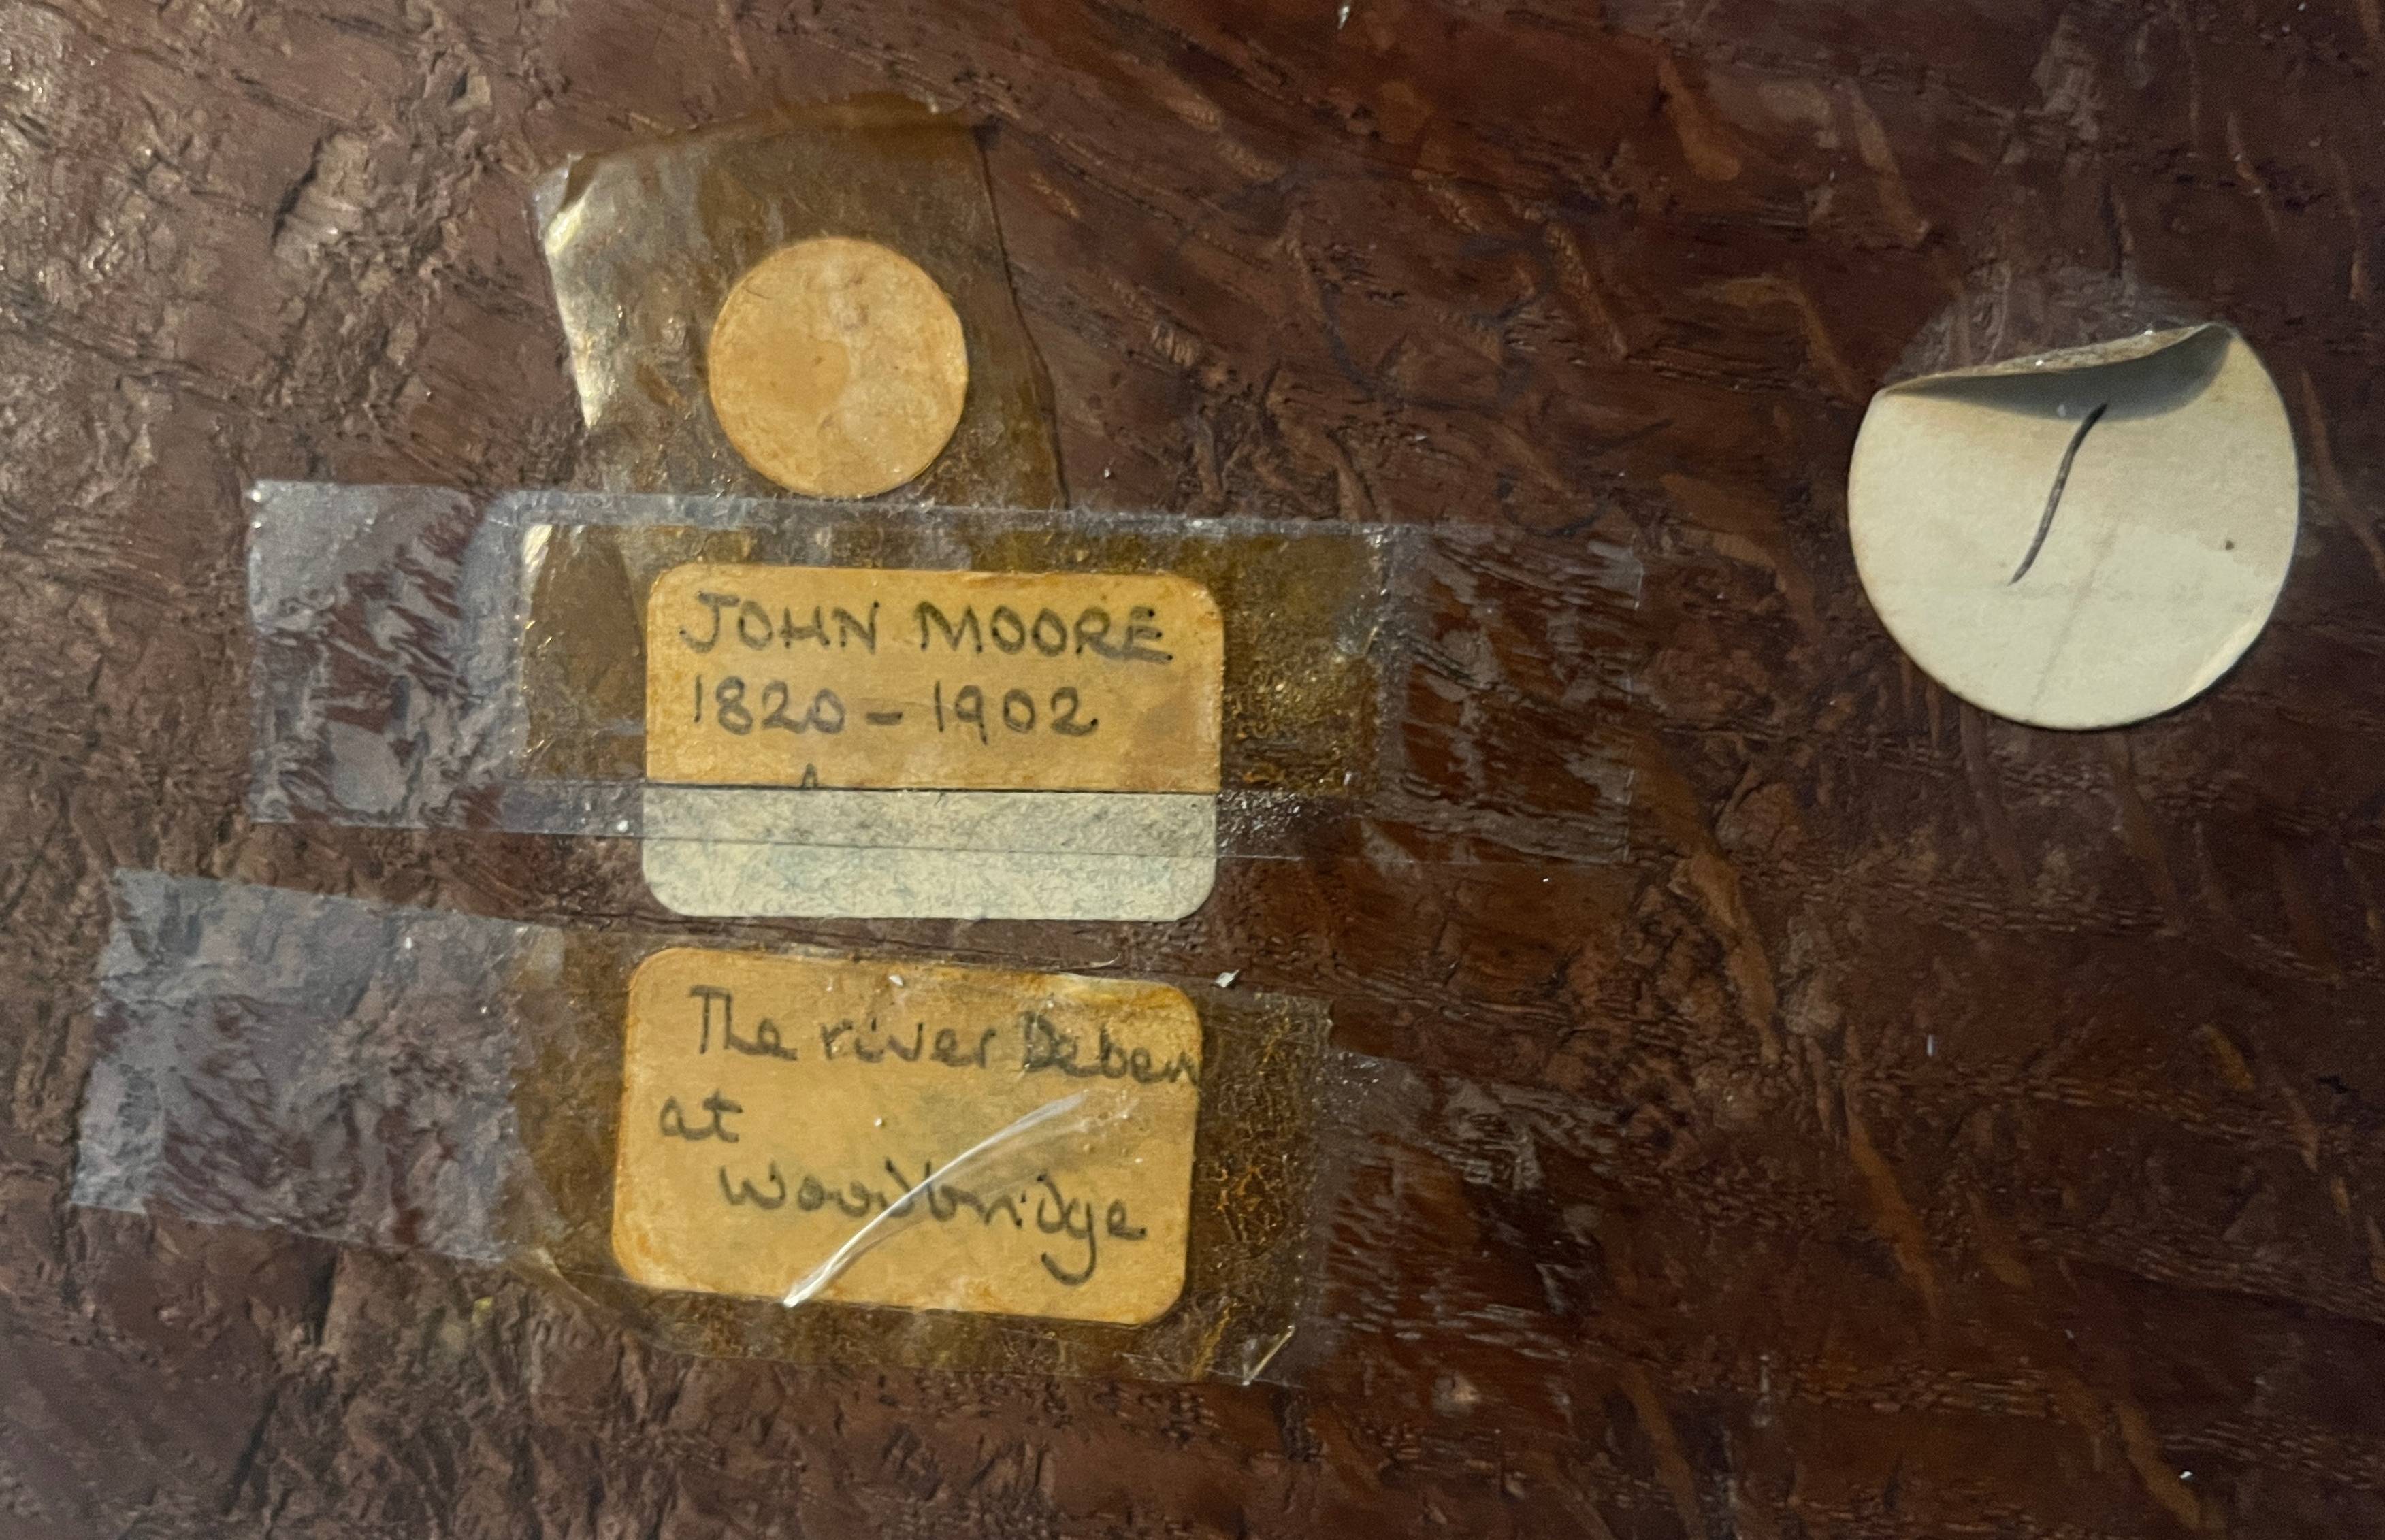 JOHN MOORE
1820-1902
The river Deben
at
Woodbridge